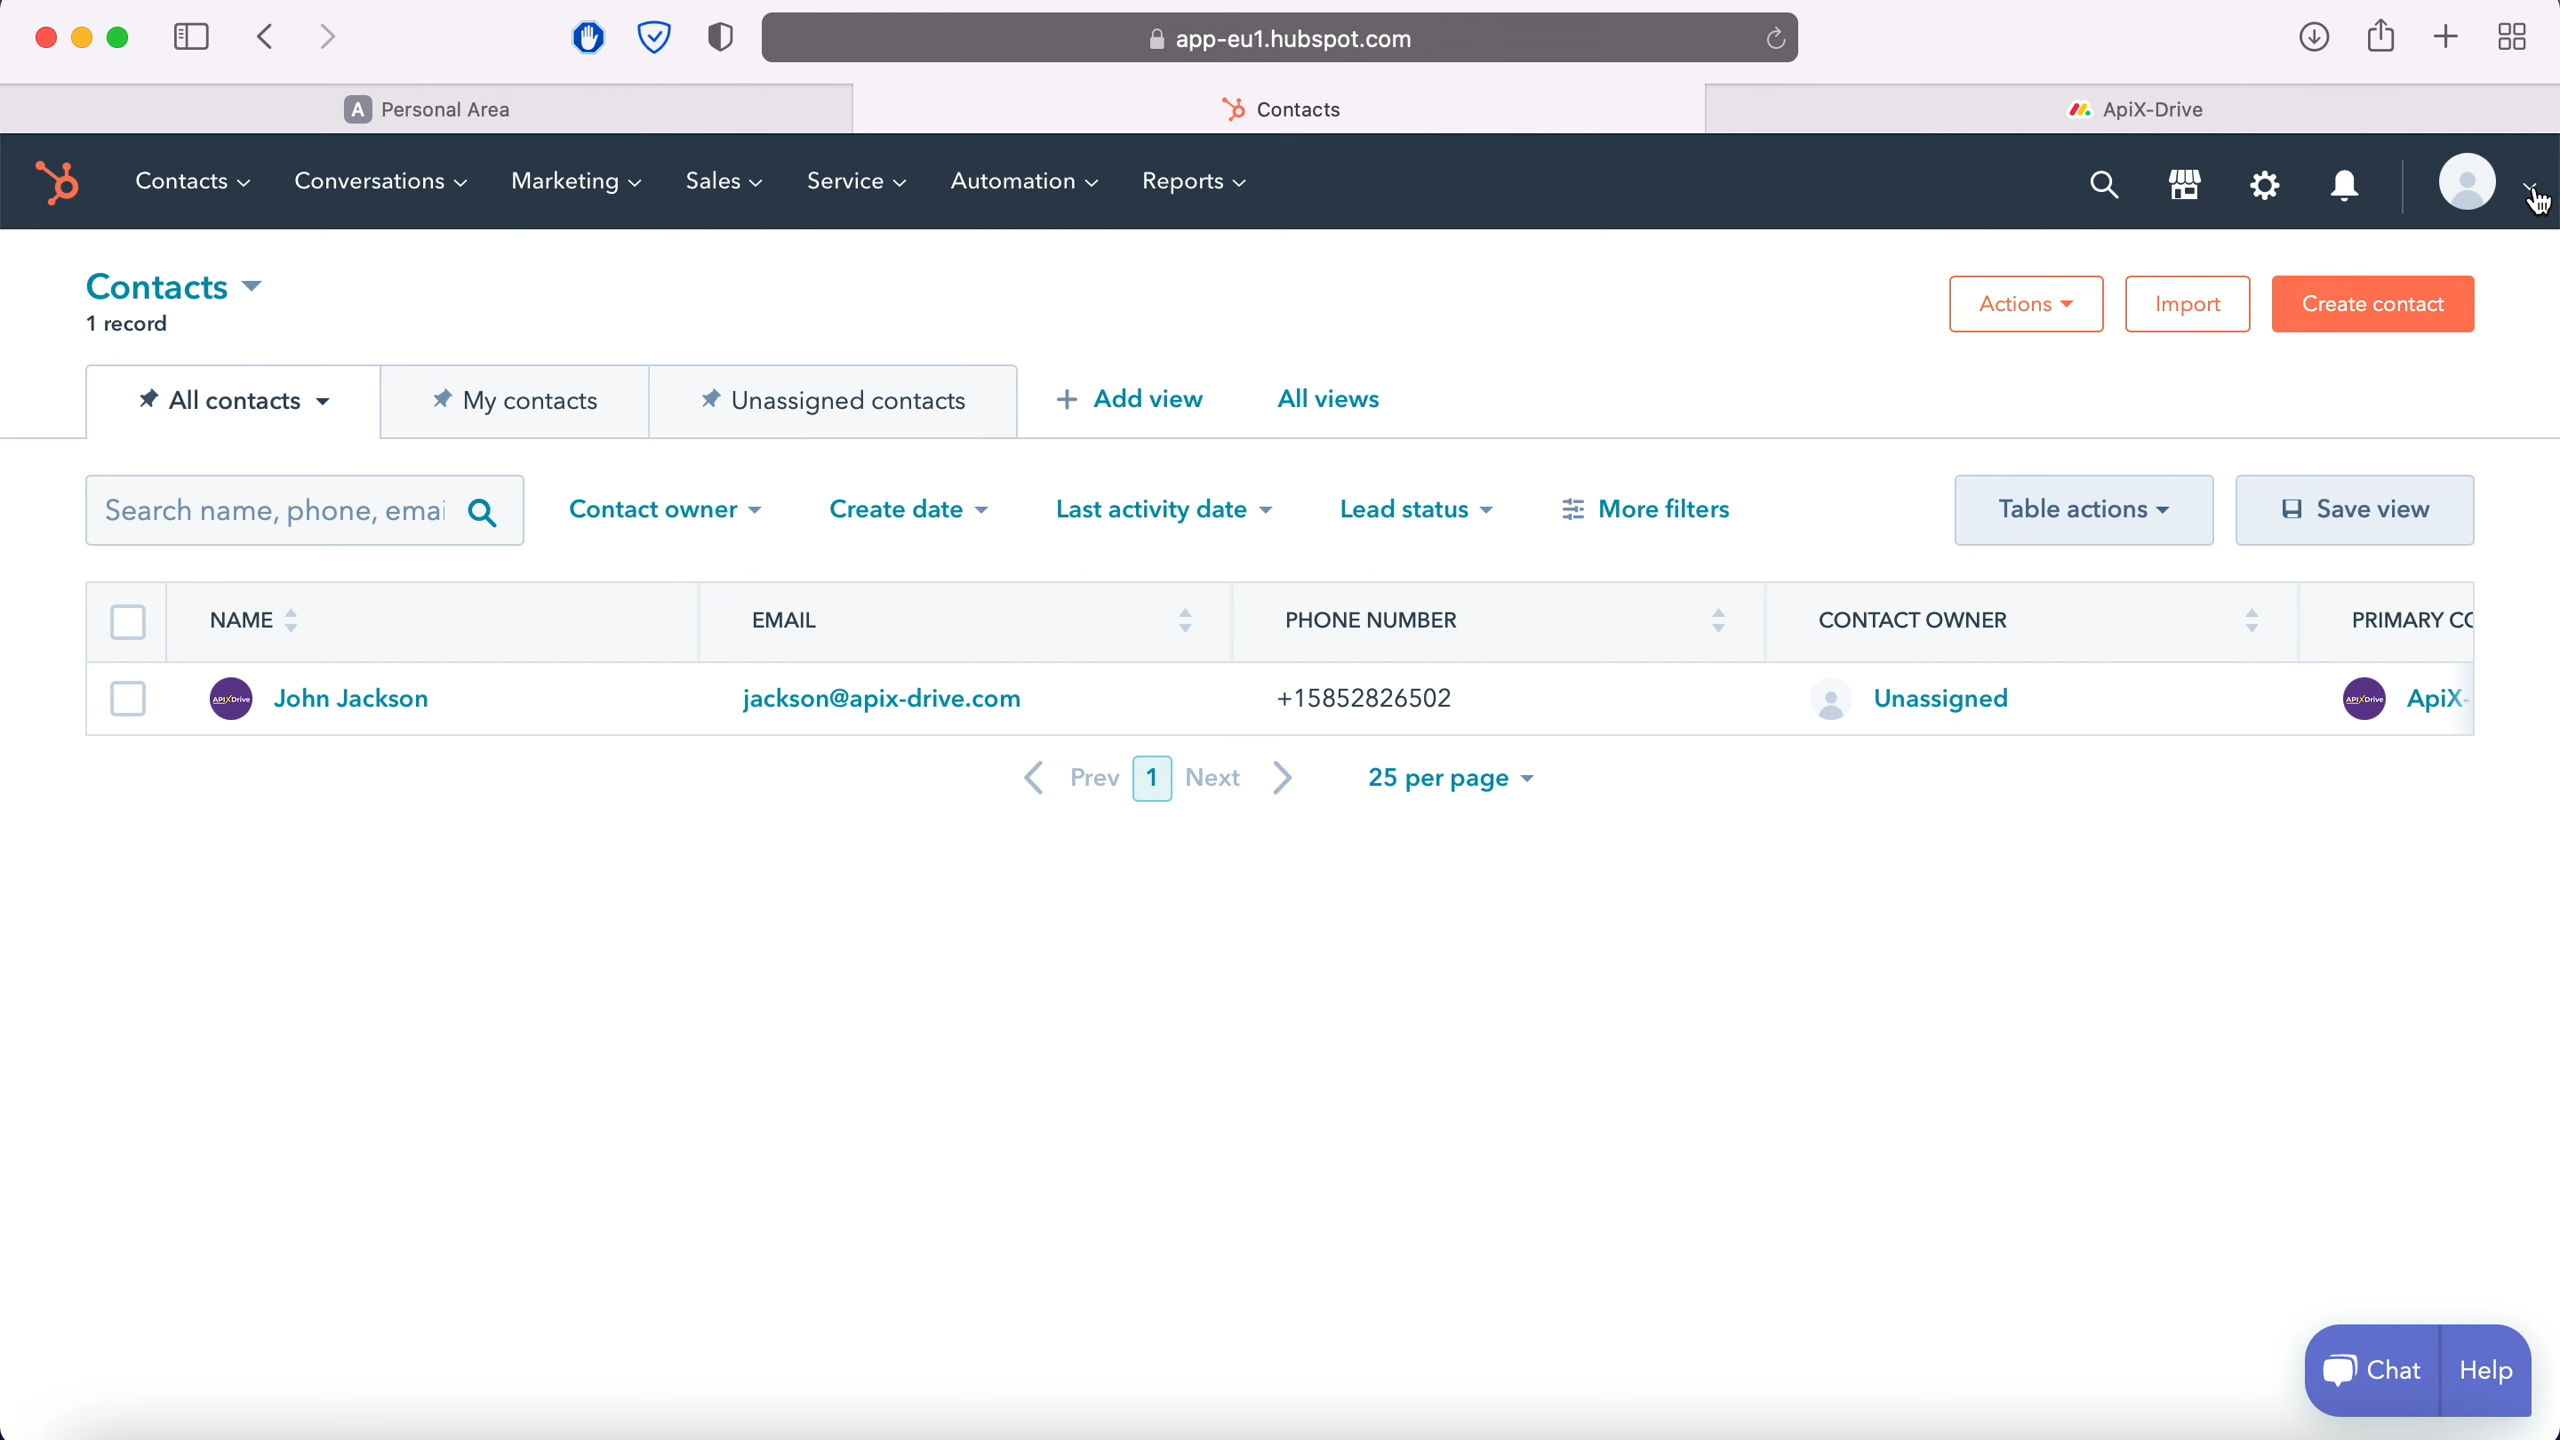 app-eu1.hubspot.com
A Personal Area
Contacts
ApiX-Drive
Contacts Conversations Marketing Sales Service Automation Reports
Contacts
1 record
Actions Import Create contact
All contacts My contacts Unassigned contacts + Add view All views
Search name, phone, emai Contact owner Create date Last activity date Lead status More filters Table actions Save view
NAME EMAIL PHONE NUMBER CONTACT OWNER PRIMARY CO
APIXDrive John Jackson jackson@apix-drive.com +15852826502 Unassigned APIXDrive ApiX-
Prev 1 Next 25 per page
Chat Help